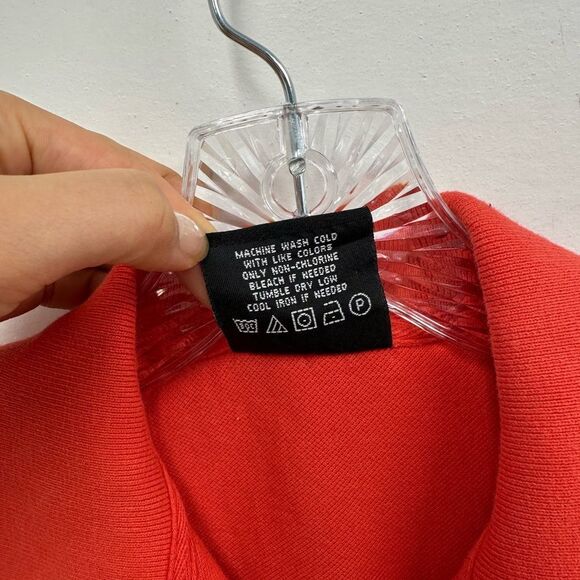 MACHINE WASH COLD
WITH LIKE COLORS
ONLY NON-CHLORINE
BLEACH IF NEEDED
TUMBLE DRY LOW
COOL IRON IF NEEDED
30C P